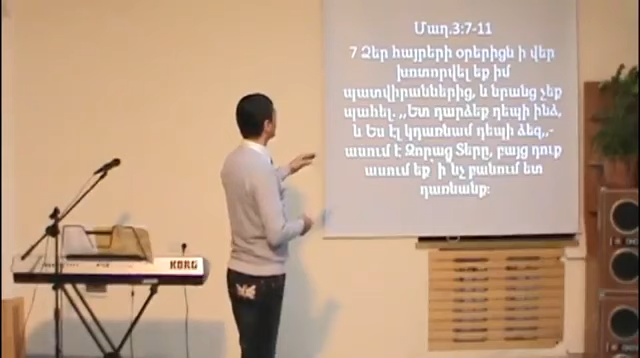 Մաղ.3:7-11
7 Ձեր հայրերի օրերիցն ի վեր
խոտորվել եք իմ
պատվիրաններից, և նրանց չեք
պահել. ,,Ետ դարձեք դեպի ինձ,
և Ես էլ կդառնամ դեպի ձեզ,,-
ասում է Զորաց Տերը, բայց դուք
ասում եք՝ ի՞նչ բանում ետ
դառնանք:
KORG